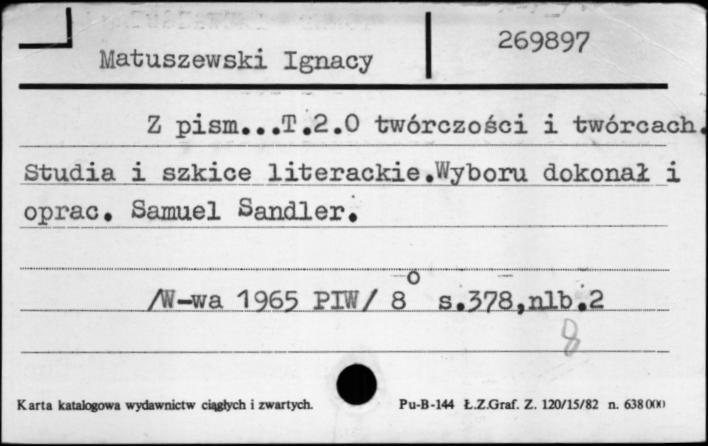 Matuszewski Ignacy 269897
Z pism...T.2.O twórczości i twórcach.
Studia i szkice literackie.Wyboru dokonał i
oprac. Samuel Sandler.
/W-wa 1965 PIW/ 8° s.378,nlb.2
8
Karta katalogowa wydawnictw ciągłych i zwartych. Pu-B-144 Ł.Z.Graf. Z. 120/15/82 n. 638000